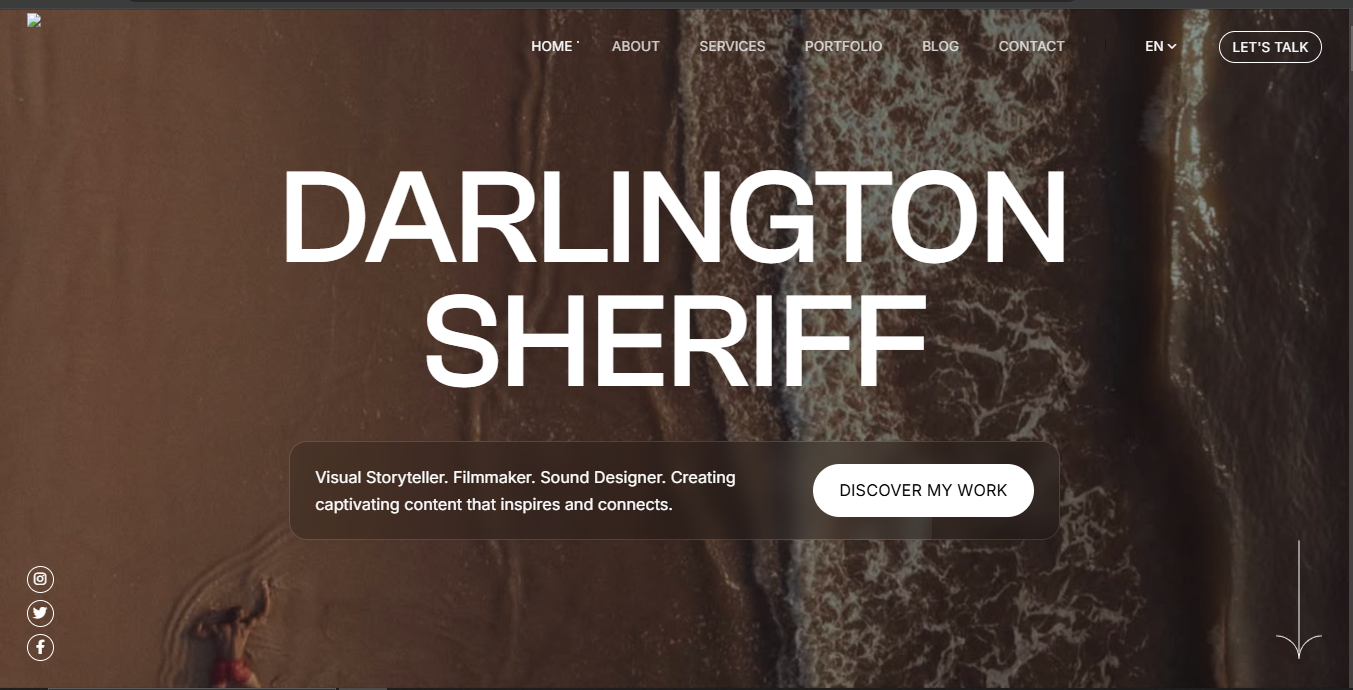 HOME
ABOUT
SERVICES
PORTFOLIO
BLOG
CONTACT
EN
LET'S TALK
DARLINGTON
SHERIFF
Visual Storyteller. Filmmaker. Sound Designer. Creating
captivating content that inspires and connects.
DISCOVER MY WORK